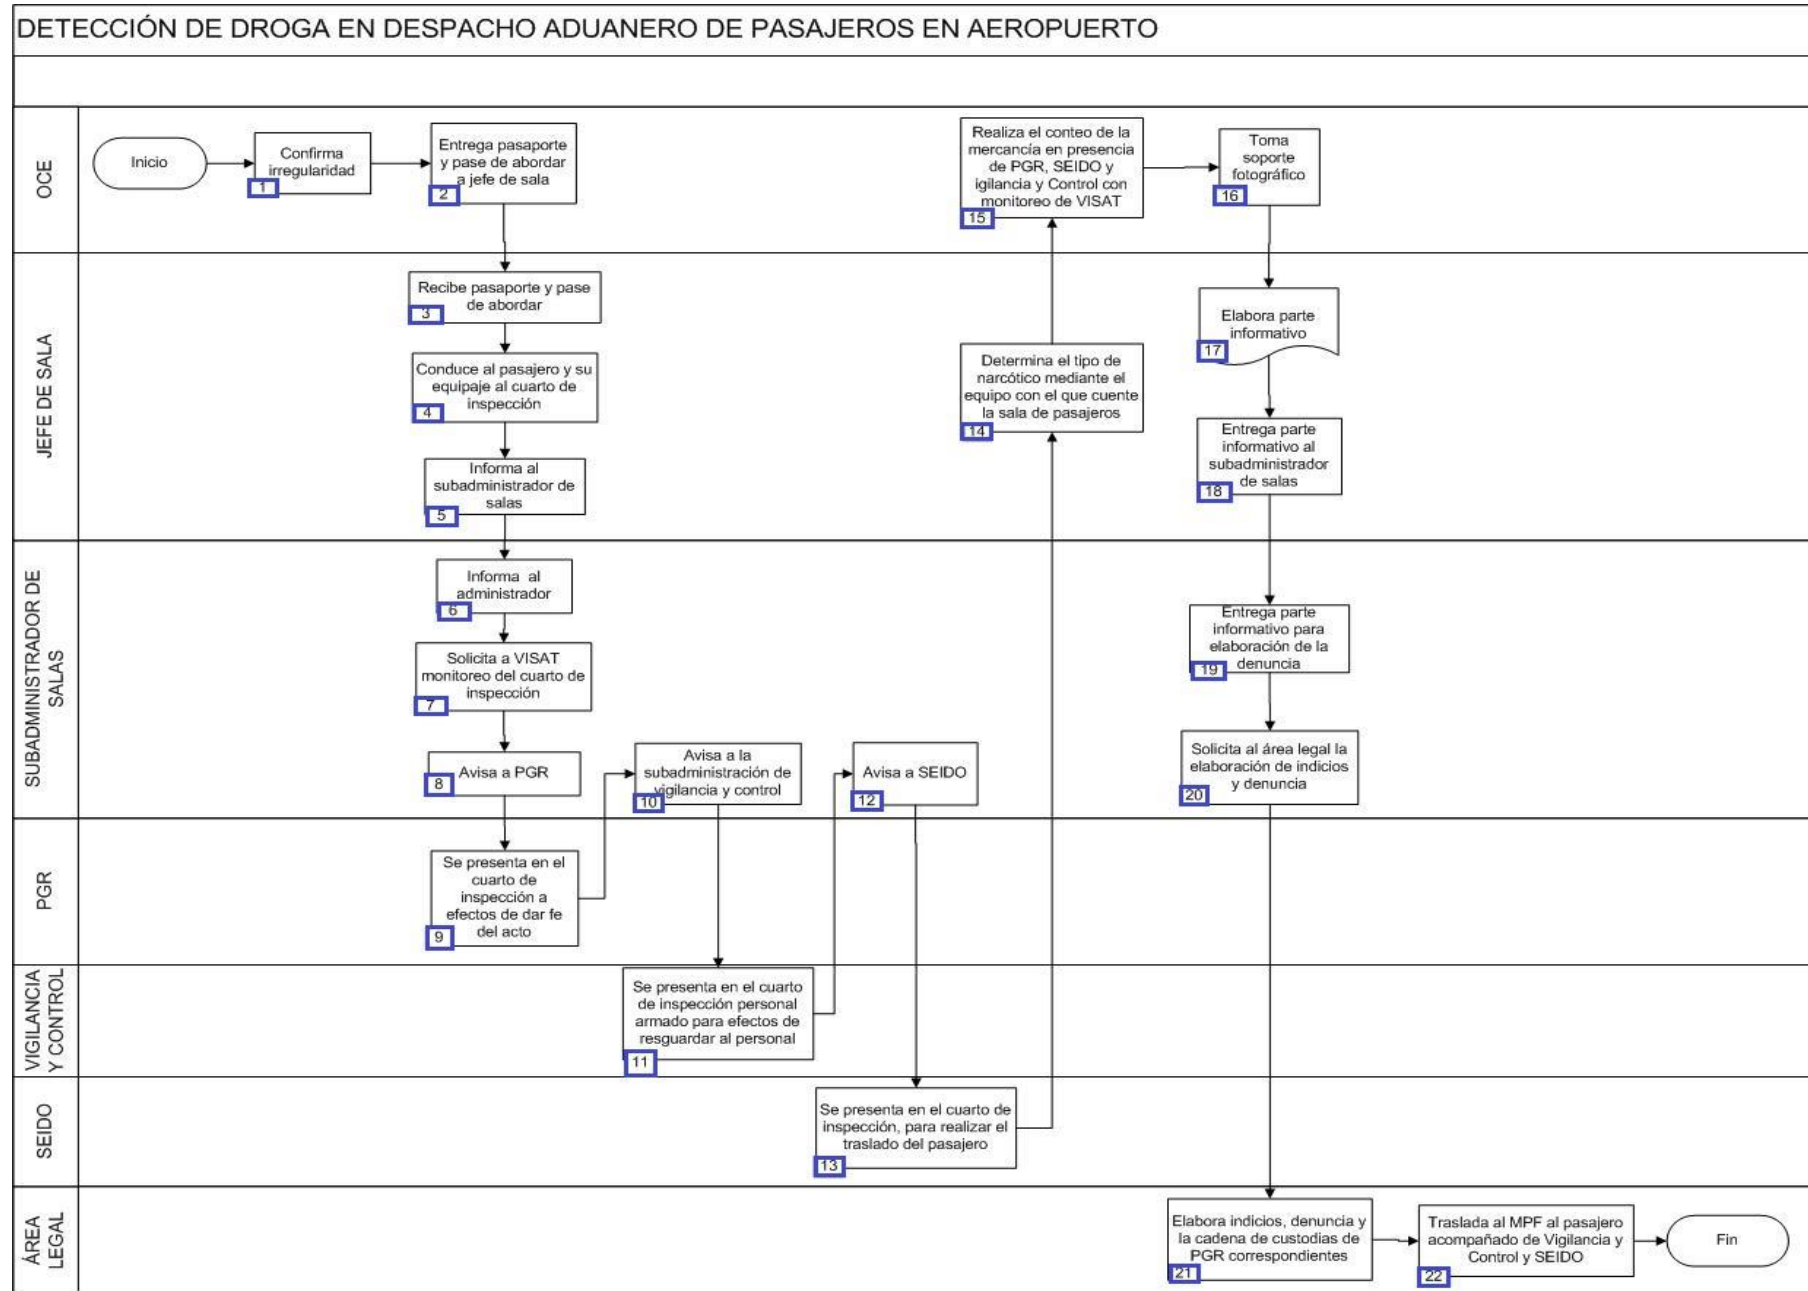 DETECCIÓN DE DROGA EN DESPACHO ADUANERO DE PASAJEROS EN AEROPUERTO
OCE
Inicio
Confirma
irregularidad
1
Entrega pasaporte
y pase de abordar
a jefe de sala
2
Realiza el conteo de la
mercancía en presencia
de PGR, SEIDO y
igilancia y Control con
monitoreo de VISAT
15
Toma
soporte
fotográfico
16
JEFE DE SALA
Recibe pasaporte y pase
de abordar
3
Conduce al pasajero y su
equipaje al cuarto de
inspección
4
Informa al
subadministrador de
salas
5
Determina el tipo de
narcótico mediante el
equipo con el que cuente
la sala de pasajeros
14
Elabora parte
informativo
17
Entrega parte
informativo al
subadministrador
de salas
18
SUBADMINISTRADOR DE
SALAS
Informa al
administrador
6
Solicita a VISAT
monitoreo del cuarto de
inspección
7
Avisa a PGR
8
Avisa a la
subadministración de
vigilancia y control
10
Avisa a SEIDO
12
Entrega parte
informativo para
elaboración de la
denuncia
19
Solicita al área legal la
elaboración de indicios
y denuncia
20
PGR
Se presenta en el
cuarto de
inspección a
efectos de dar fe
del acto
9
VIGILANCIA
Y CONTROL
Se presenta en el cuarto
de inspección personal
armado para efectos de
resguardar al personal
11
SEIDO
Se presenta en el cuarto de
inspección, para realizar el
traslado del pasajero
13
ÁREA
LEGAL
Elabora indicios, denuncia y
la cadena de custodias de
PGR correspondientes
21
Traslada al MPF al pasajero
acompañado de Vigilancia y
Control y SEIDO
22
Fin